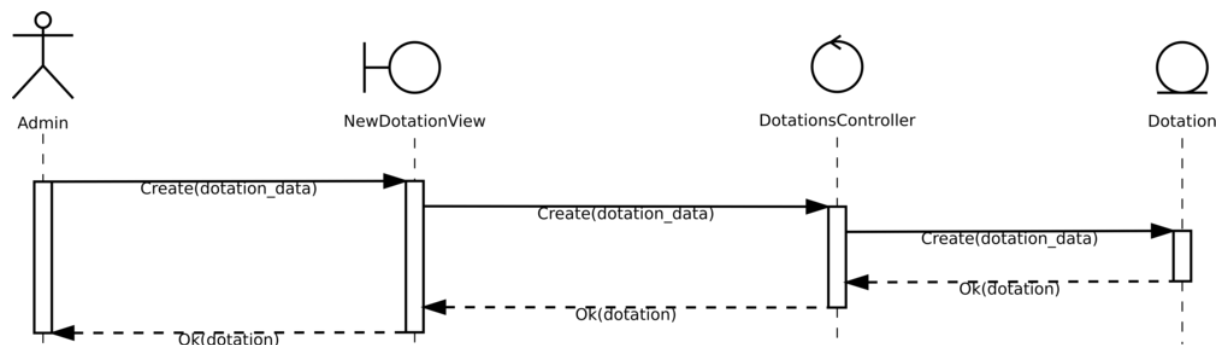 Admin
NewDotationView
DotationsController
Dotation
Create(dotation_data)
Create(dotation_data)
Create(dotation_data)
Ok(dotation)
Ok(dotation)
Ok(dotation)